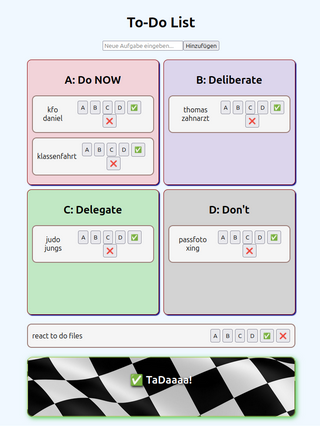 To-Do List
Neue Aufgabe eingeben... Hinzufügen
A: Do NOW
kfo
daniel
A B C D ✅
❌
klassenfahrt
A B C D ✅
❌
B: Deliberate
thomas
zahnarzt
A B C D ✅
❌
C: Delegate
judo
jungs
A B C D ✅
❌
D: Don't
passfoto
xing
A B C D ✅
❌
react to do files A B C D ✅ ❌
✅ TaDaaaa!